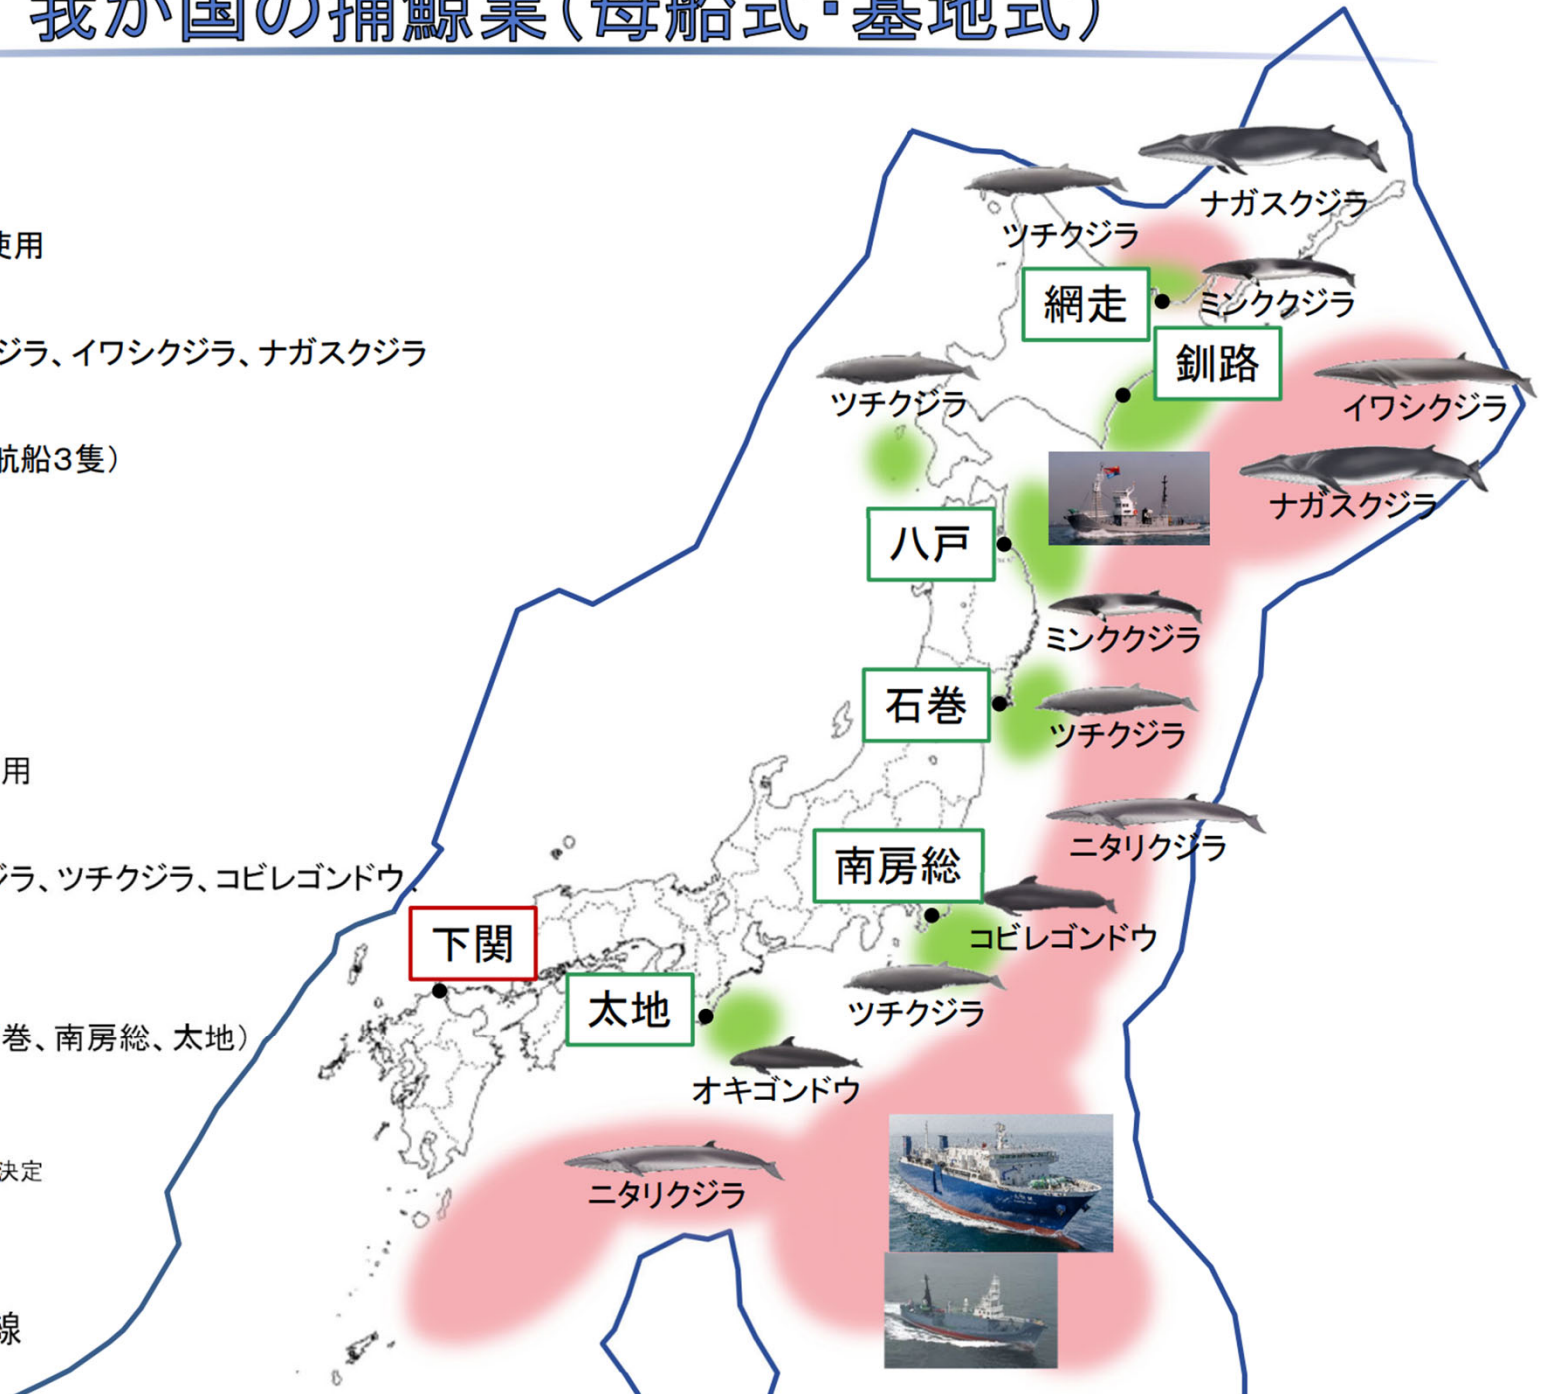 我が国の捕鯨業(母船式・基地式)
ナガスクジラ
ツチクジラ
使用
網走
ミンククジラ
ジラ、イワシクジラ、ナガスクジラ
釧路
ツチクジラ
イワシクジラ
航船3隻)
ナガスクジラ
八戸
ミンククジラ
石巻
ツチクジラ
用
ニタリクジラ
南房総
ジラ、ツチクジラ、コビレゴンドウ、
下関
コビレゴンドウ
太地
ツチクジラ
巻、南房総、太地)
オキゴンドウ
決定
ニタリクジラ
線